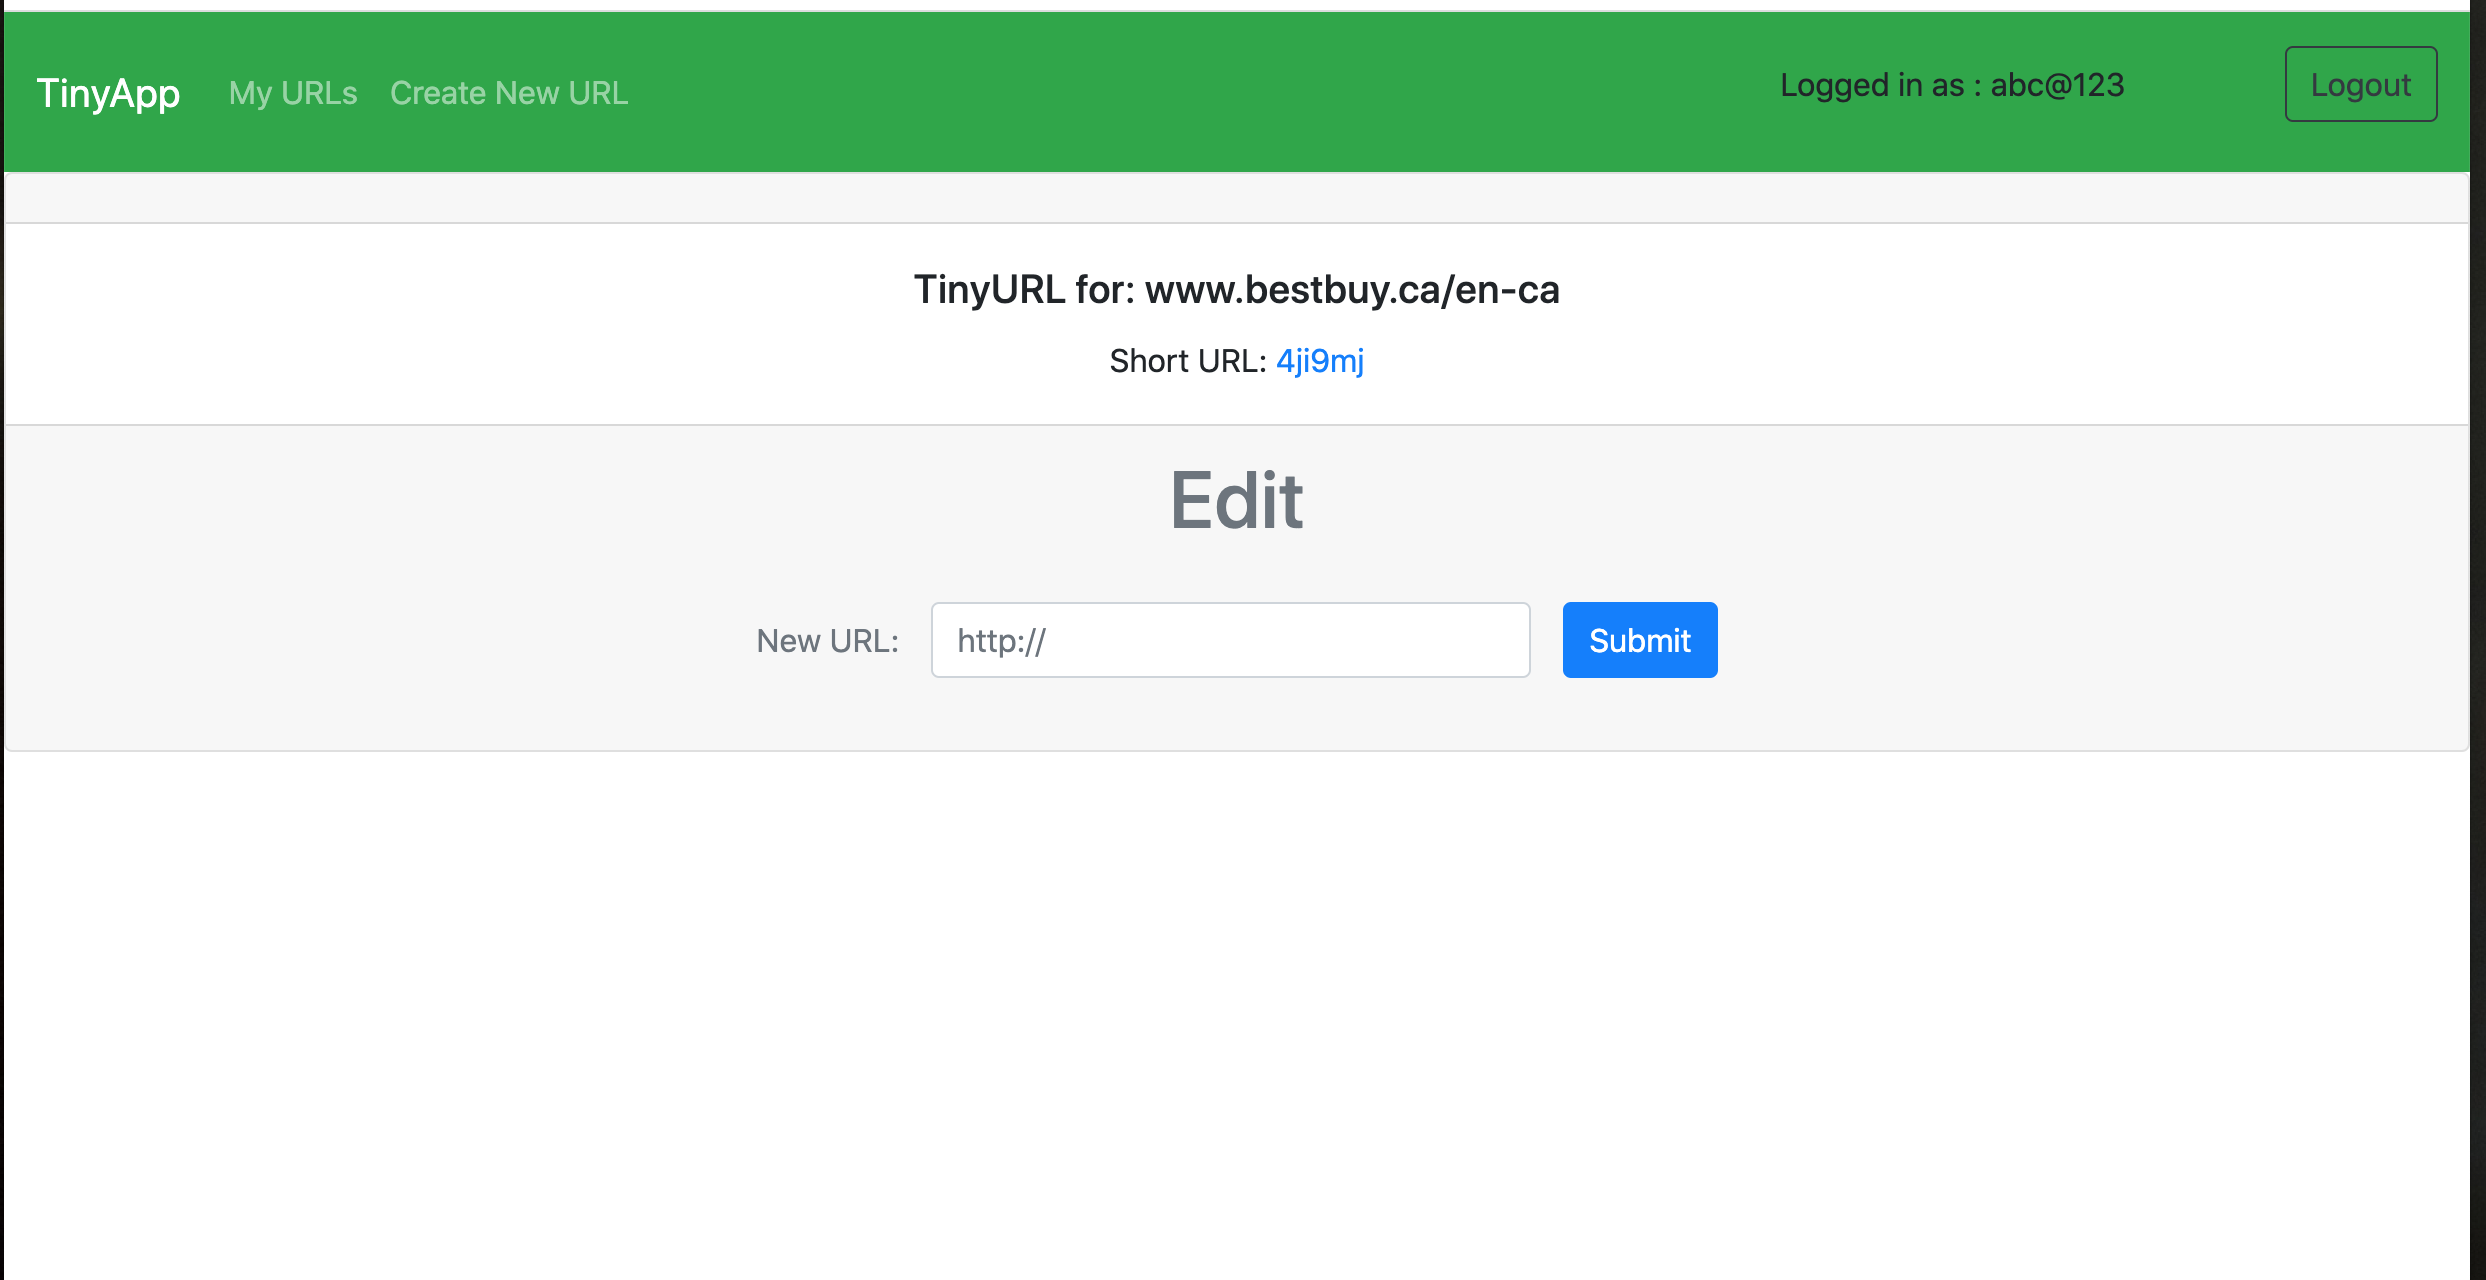 TinyApp My URLs Create New URL Logged in as : abc@123 Logout
TinyURL for: www.bestbuy.ca/en-ca
Short URL: 4ji9mj
Edit
New URL: http:// Submit